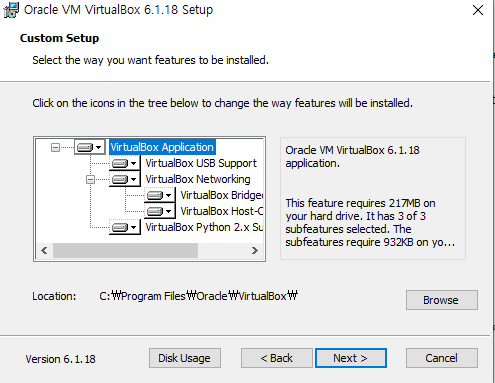 Oracle VM VirtualBox 6.1.18 Setup
Custom Setup
Select the way you want features to be installed.
Click on the icons in the tree below to change the way features will be installed.
VirtualBox Application
VirtualBox USB Support
VirtualBox Networking
VirtualBox Bridge
VirtualBox Host-C
VirtualBox Python 2.x Su
Oracle VM VirtualBox 6.1.18
application.
This feature requires 217MB on
your hard drive. It has 3 of 3
subfeatures selected. The
subfeatures require 932KB on yo...
Location: C:₩Program Files₩Oracle₩VirtualBox₩
Browse
Version 6.1.18 Disk Usage < Back Next > Cancel